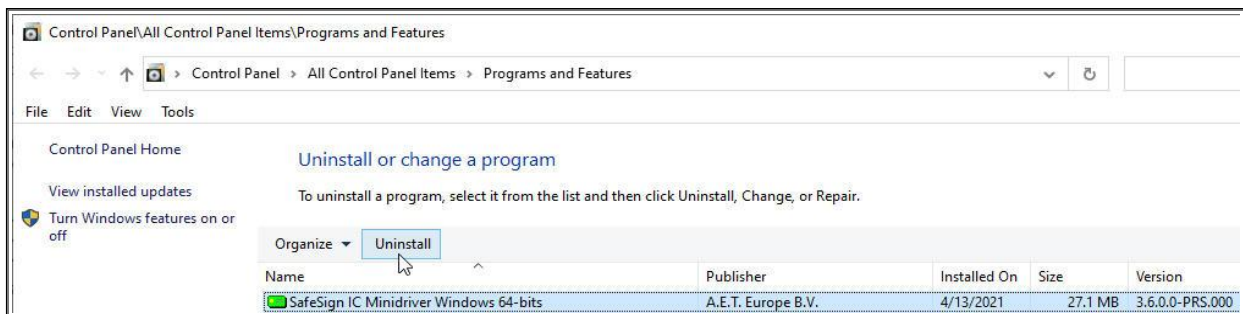 Control Panel\All Control Panel Items\Programs and Features
Control Panel > All Control Panel Items > Programs and Features
File Edit View Tools
Control Panel Home
Uninstall or change a program
View installed updates
To uninstall a program, select it from the list and then click Uninstall, Change, or Repair.
Turn Windows features on or
off
Organize Uninstall
Name Publisher Installed On Size Version
SafeSign IC Minidriver Windows 64-bits A.E.T. Europe B.V. 4/13/2021 27.1 MB 3.6.0.0-PRS.000